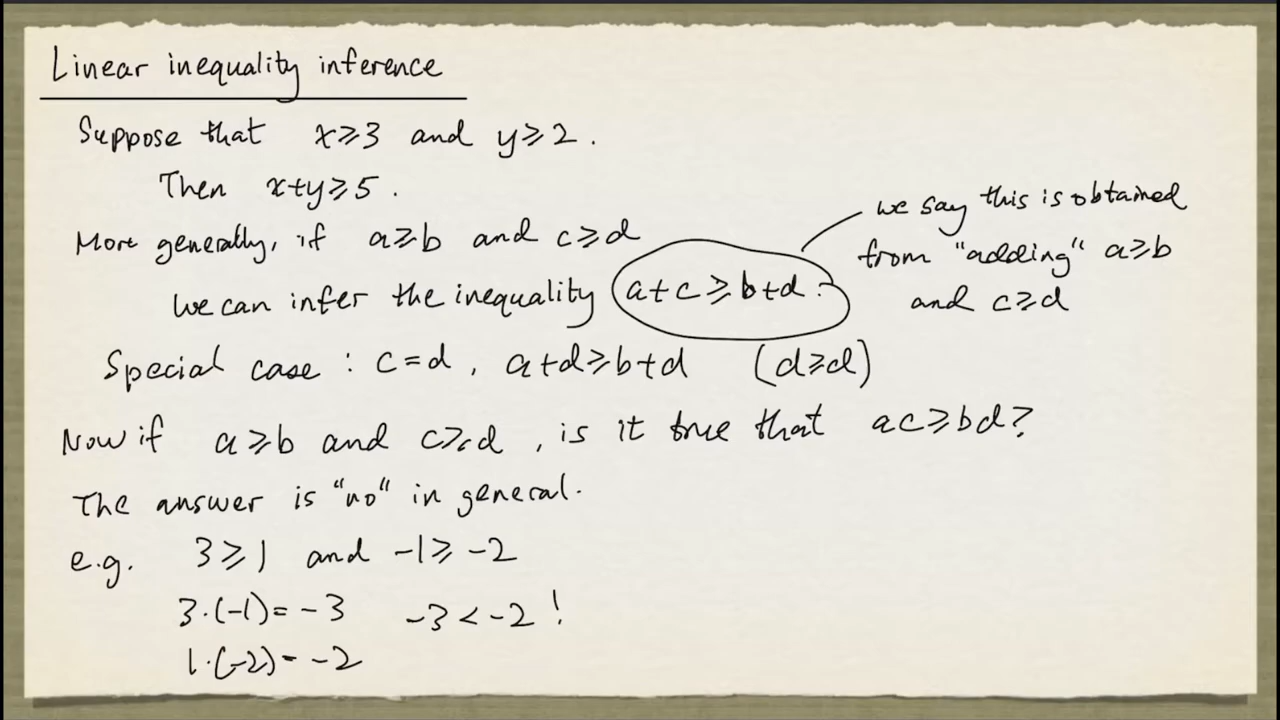 Linear inequality inference
Suppose that x⩾3 and y⩾2.
Then x+y⩾5.
More generally, if a⩾b and c⩾d
we can infer the inequality a+c⩾b+d.
we say this is obtained
from "adding" a⩾b
and c⩾d
Special case : c=d, a+d⩾b+d (d⩾d)
Now if a⩾b and c⩾d, is it true that ac⩾bd?
The answer is "no" in general.
e.g. 3⩾1 and -1⩾-2
3·(-1)=-3 -3<-2 !
1·(-2)=-2